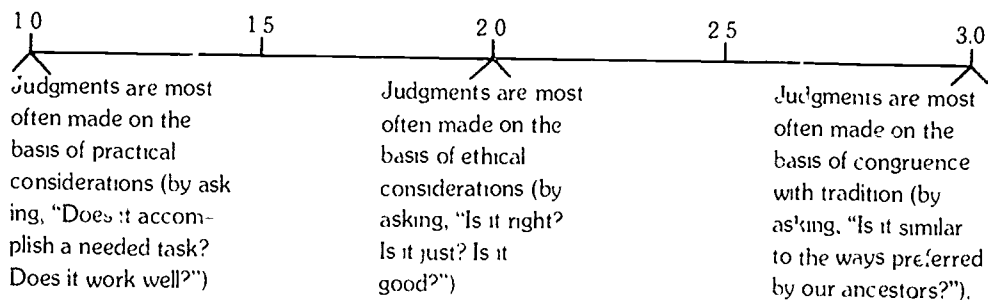 1 0
1 5
2 0
2 5
3.0
Judgments are most
often made on the
basis of practical
considerations (by ask
ing, "Does it accom-
plish a needed task?
Does it work well?")
Judgments are most
often made on the
basis of ethical
considerations (by
asking, "Is it right?
Is it just? Is it
good?")
Judgments are most
often made on the
basis of congruence
with tradition (by
asking, "Is it similar
to the ways preferred
by our ancestors?").